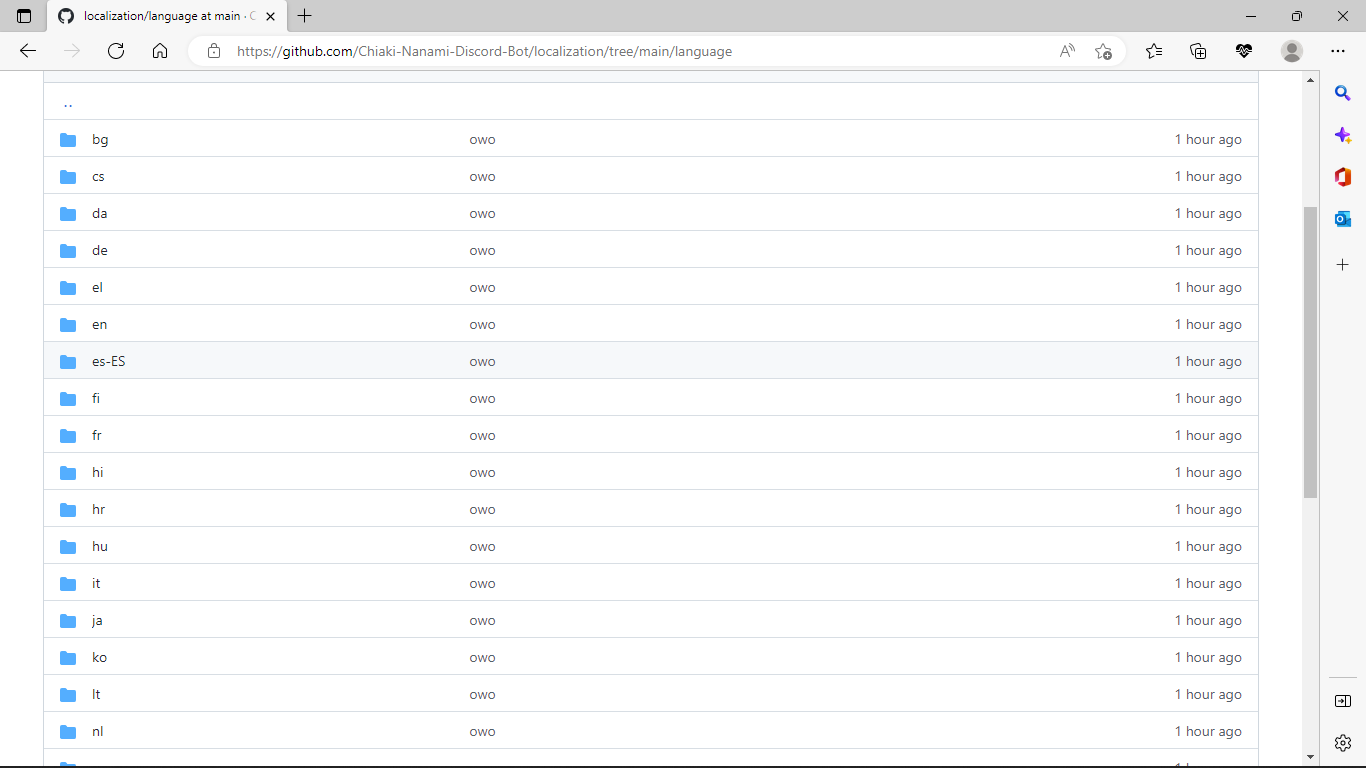 localization/language at main · C
https://github.com/Chiaki-Nanami-Discord-Bot/localization/tree/main/language
..
bg owo 1 hour ago
cs owo 1 hour ago
da owo 1 hour ago
de owo 1 hour ago
el owo 1 hour ago
en owo 1 hour ago
es-ES owo 1 hour ago
fi owo 1 hour ago
fr owo 1 hour ago
hi owo 1 hour ago
hr owo 1 hour ago
hu owo 1 hour ago
it owo 1 hour ago
ja owo 1 hour ago
ko owo 1 hour ago
lt owo 1 hour ago
nl owo 1 hour ago